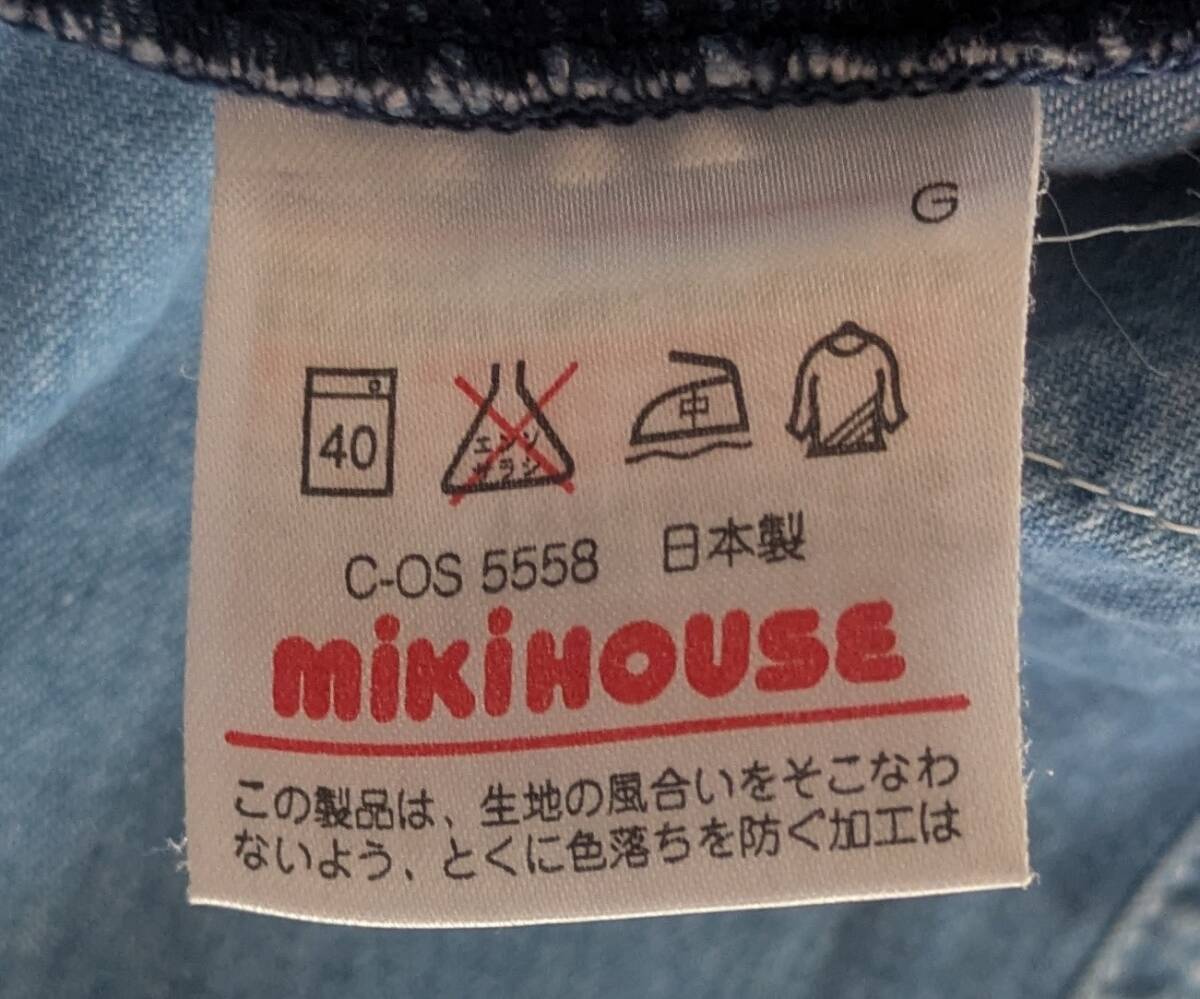 G
40
エンソ
サラシ
中
C-OS 5558 日本製
mikiHOUSE
この製品は、生地の風合いをそこなわ
ないよう、とくに色落ちを防ぐ加工は